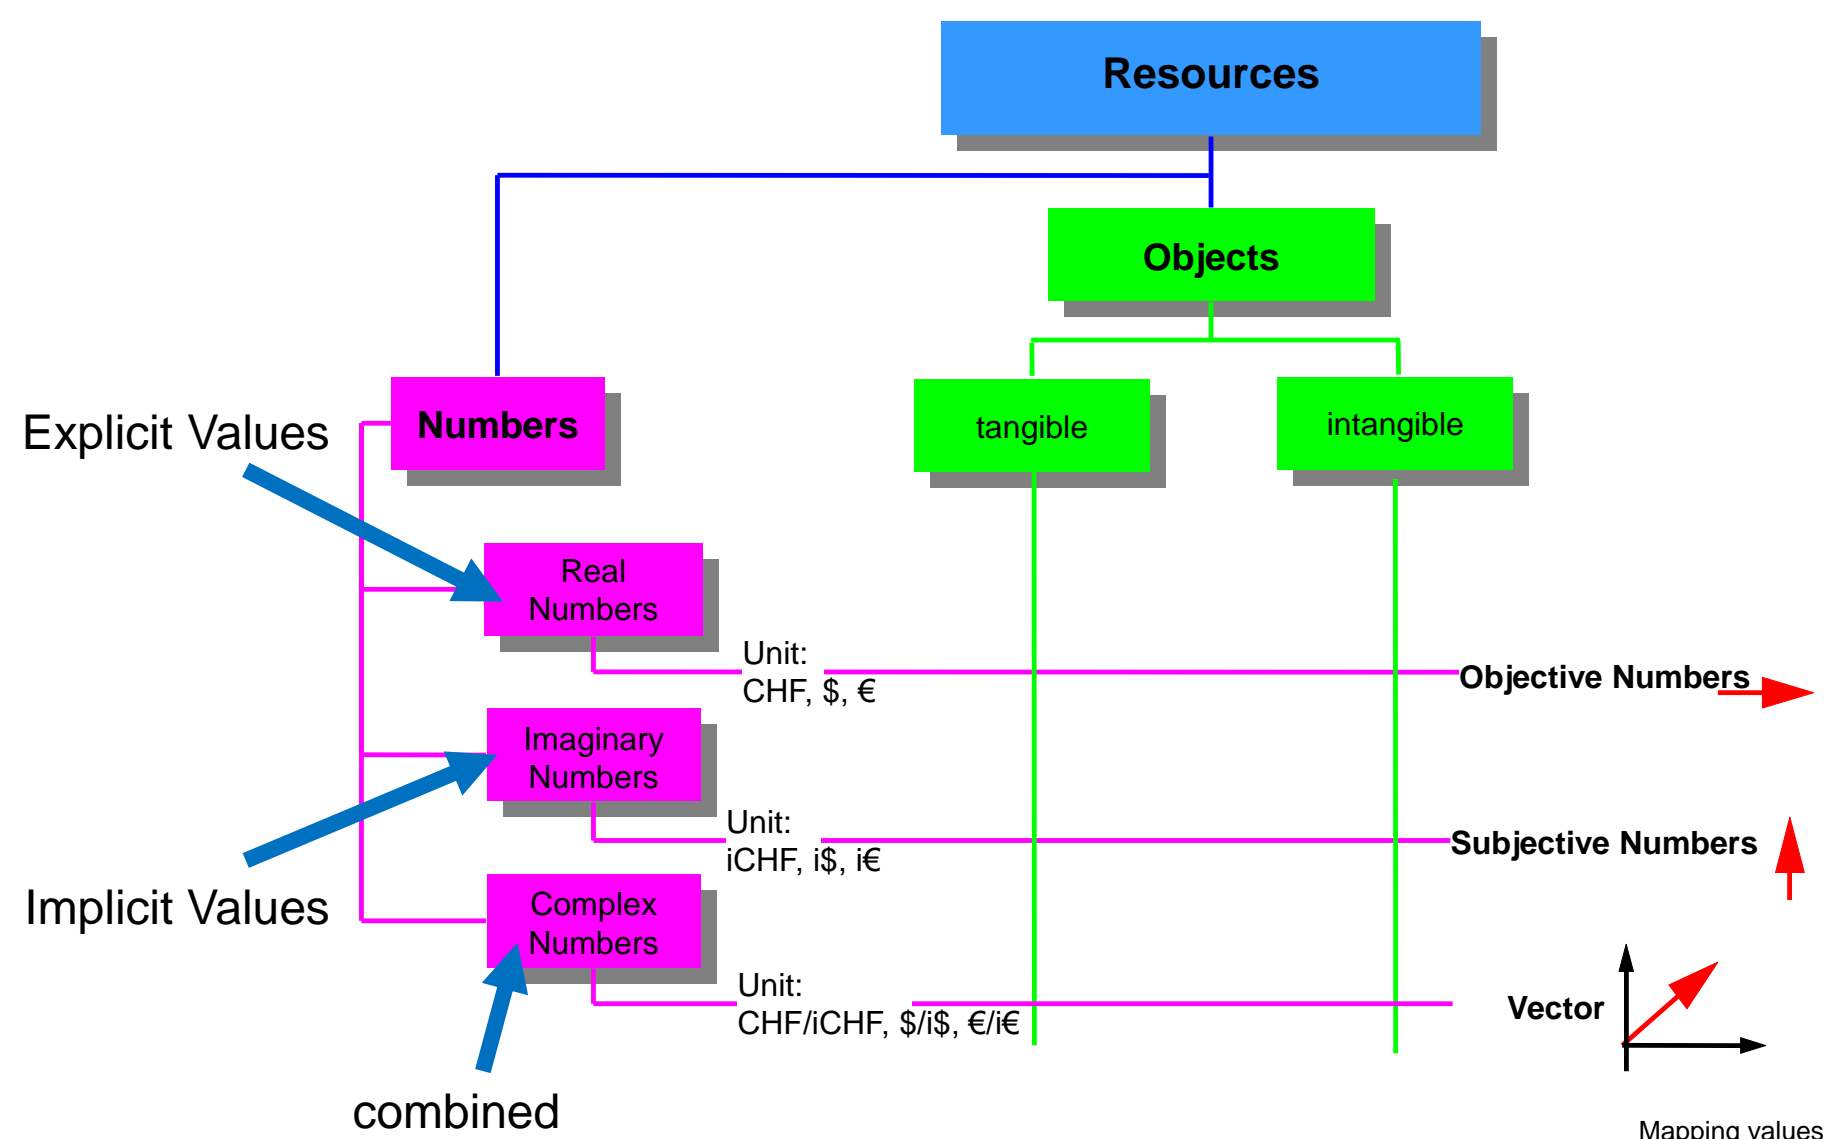 Resources
Objects
Numbers
tangible
intangible
Explicit Values
Real
Numbers
Unit:
CHF, $, €
Objective Numbers
Imaginary
Numbers
Unit:
iCHF, i$, i€
Subjective Numbers
Implicit Values
Complex
Numbers
Unit:
CHF/iCHF, $/i$, €/i€
Vector
combined
Mapping values